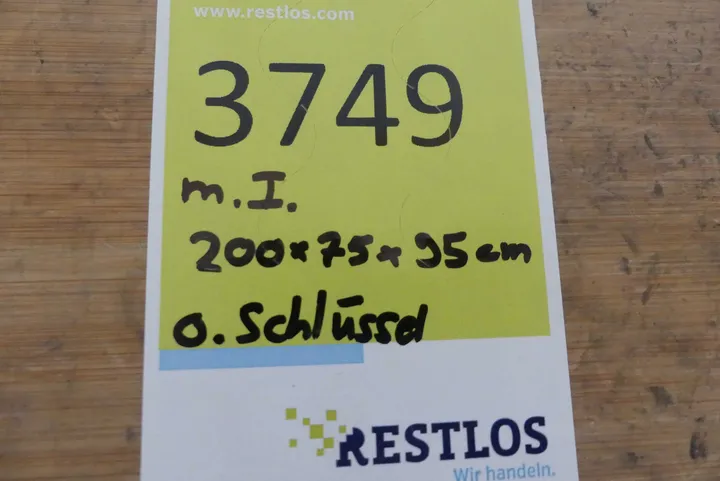 www.restlos.com
3749
m. I.
200x75x95cm
o. Schlüssel
RESTLOS
Wir handeln.